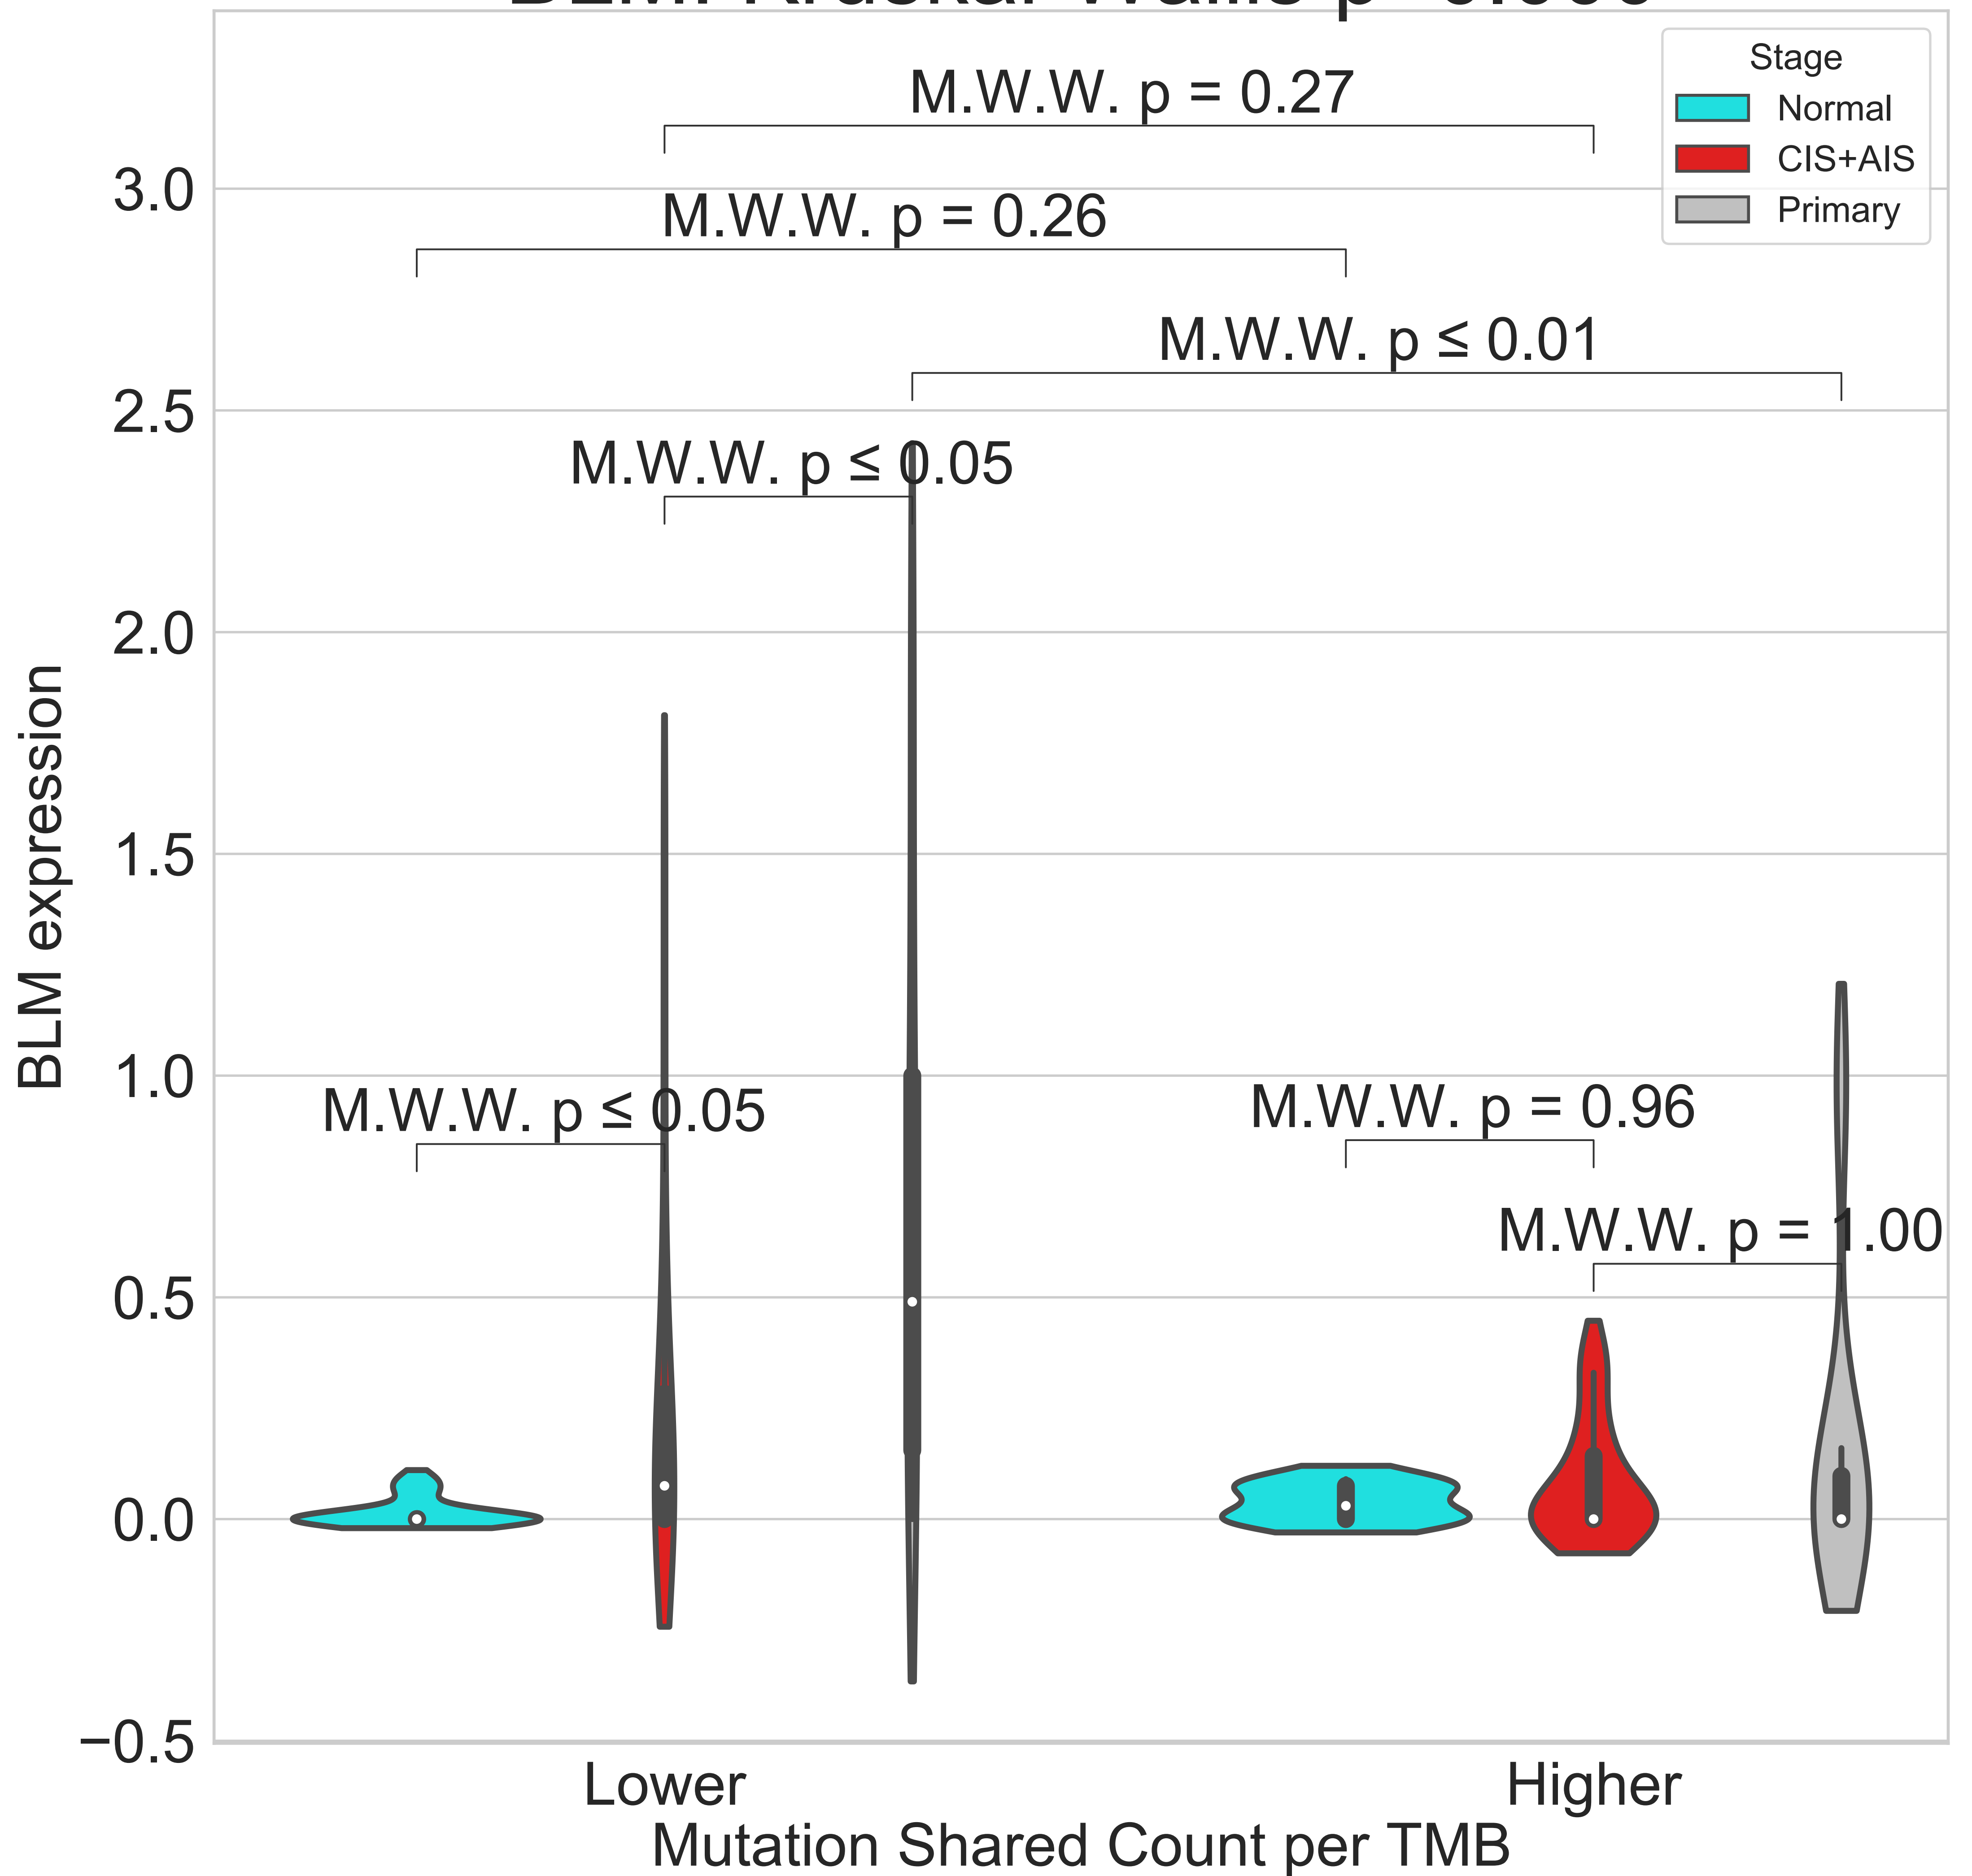 Stage
Normal
CIS+AIS
Primary
M.W.W. p = 0.27
M.W.W. p = 0.26
M.W.W. p ≤ 0.01
M.W.W. p ≤ 0.05
M.W.W. p ≤ 0.05
M.W.W. p = 0.96
M.W.W. p = 1.00
3.0
2.5
2.0
1.5
1.0
0.5
0.0
−0.5
BLM expression
Lower
Higher
Mutation Shared Count per TMB